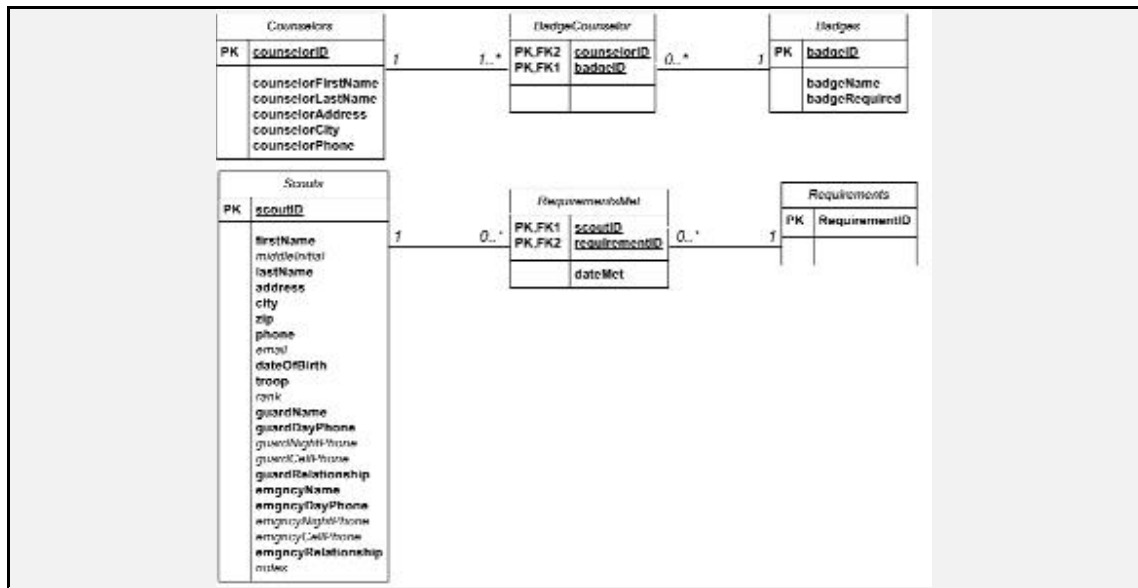 Counselors
PK counselorID
counselorFirstName
counselorLastName
counselorAddress
counselorCity
counselorPhone
1 1..*
BadgeCounselor
PK,FK2 counselorID
PK,FK1 badgeID
0..* 1
Badges
PK badgeID
badgeName
badgeRequired
Scouts
PK scoutID
firstName
middleInitial
lastName
address
city
zip
phone
email
dateOfBirth
troop
rank
guardName
guardDayPhone
guardNightPhone
guardCellPhone
guardRelationship
emgncyName
emgncyDayPhone
emgncyNightPhone
emgncyCellPhone
emgncyRelationship
notes
1 0..*
RequirementsMet
PK,FK1 scoutID
PK,FK2 requirementID
dateMet
0..* 1
Requirements
PK RequirementID